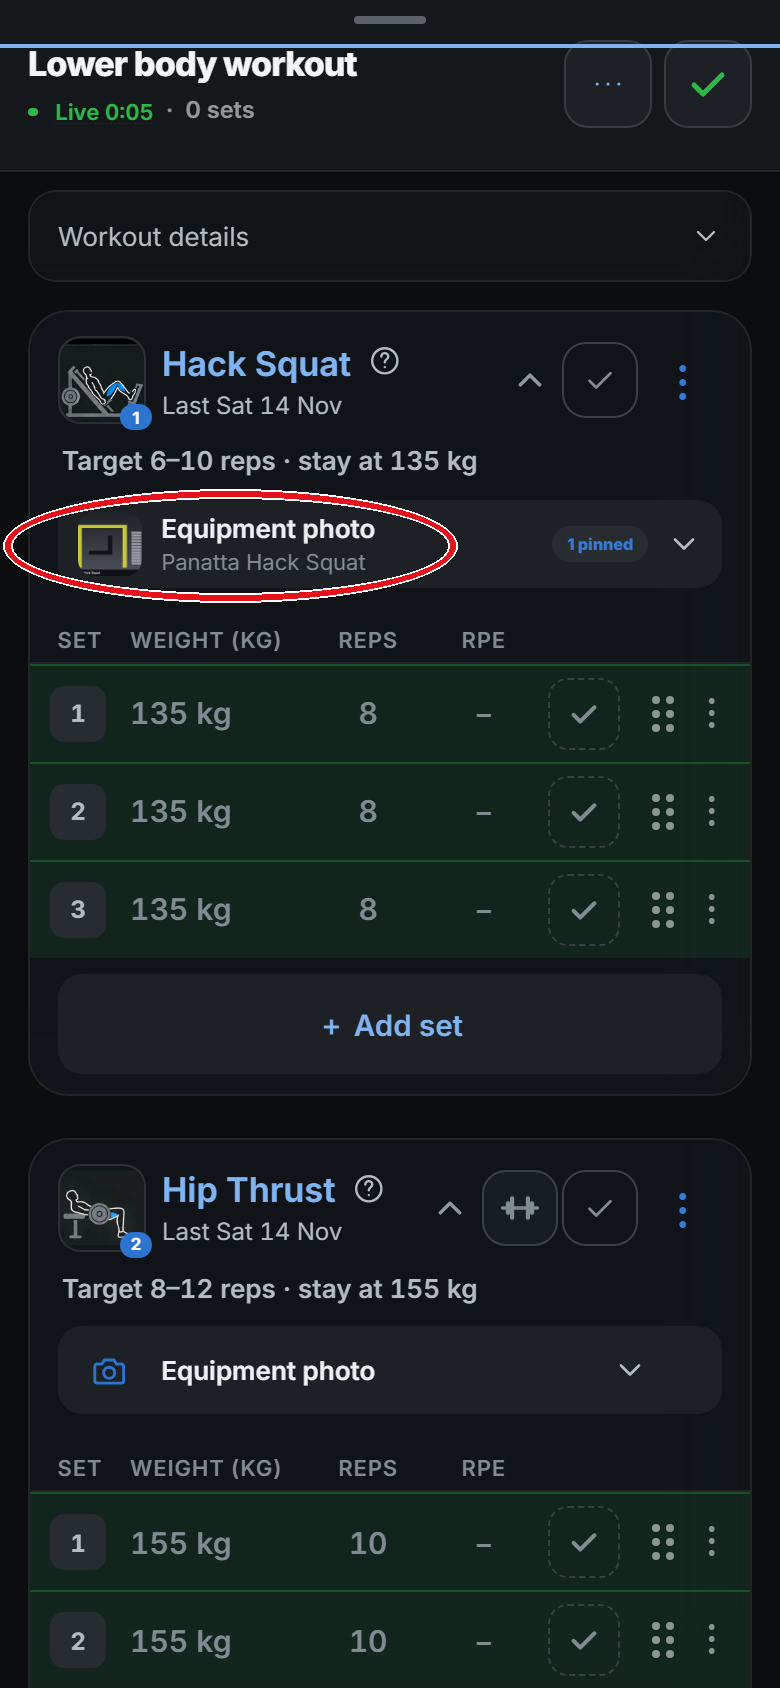 Lower body workout
Live 0:05 · 0 sets
Workout details
Hack Squat
1
Last Sat 14 Nov
Target 6–10 reps · stay at 135 kg
Equipment photo
Panatta Hack Squat
1 pinned
SET WEIGHT (KG) REPS RPE
1 135 kg 8 –
2 135 kg 8 –
3 135 kg 8 –
+ Add set
Hip Thrust
2
Last Sat 14 Nov
Target 8–12 reps · stay at 155 kg
Equipment photo
SET WEIGHT (KG) REPS RPE
1 155 kg 10 –
2 155 kg 10 –